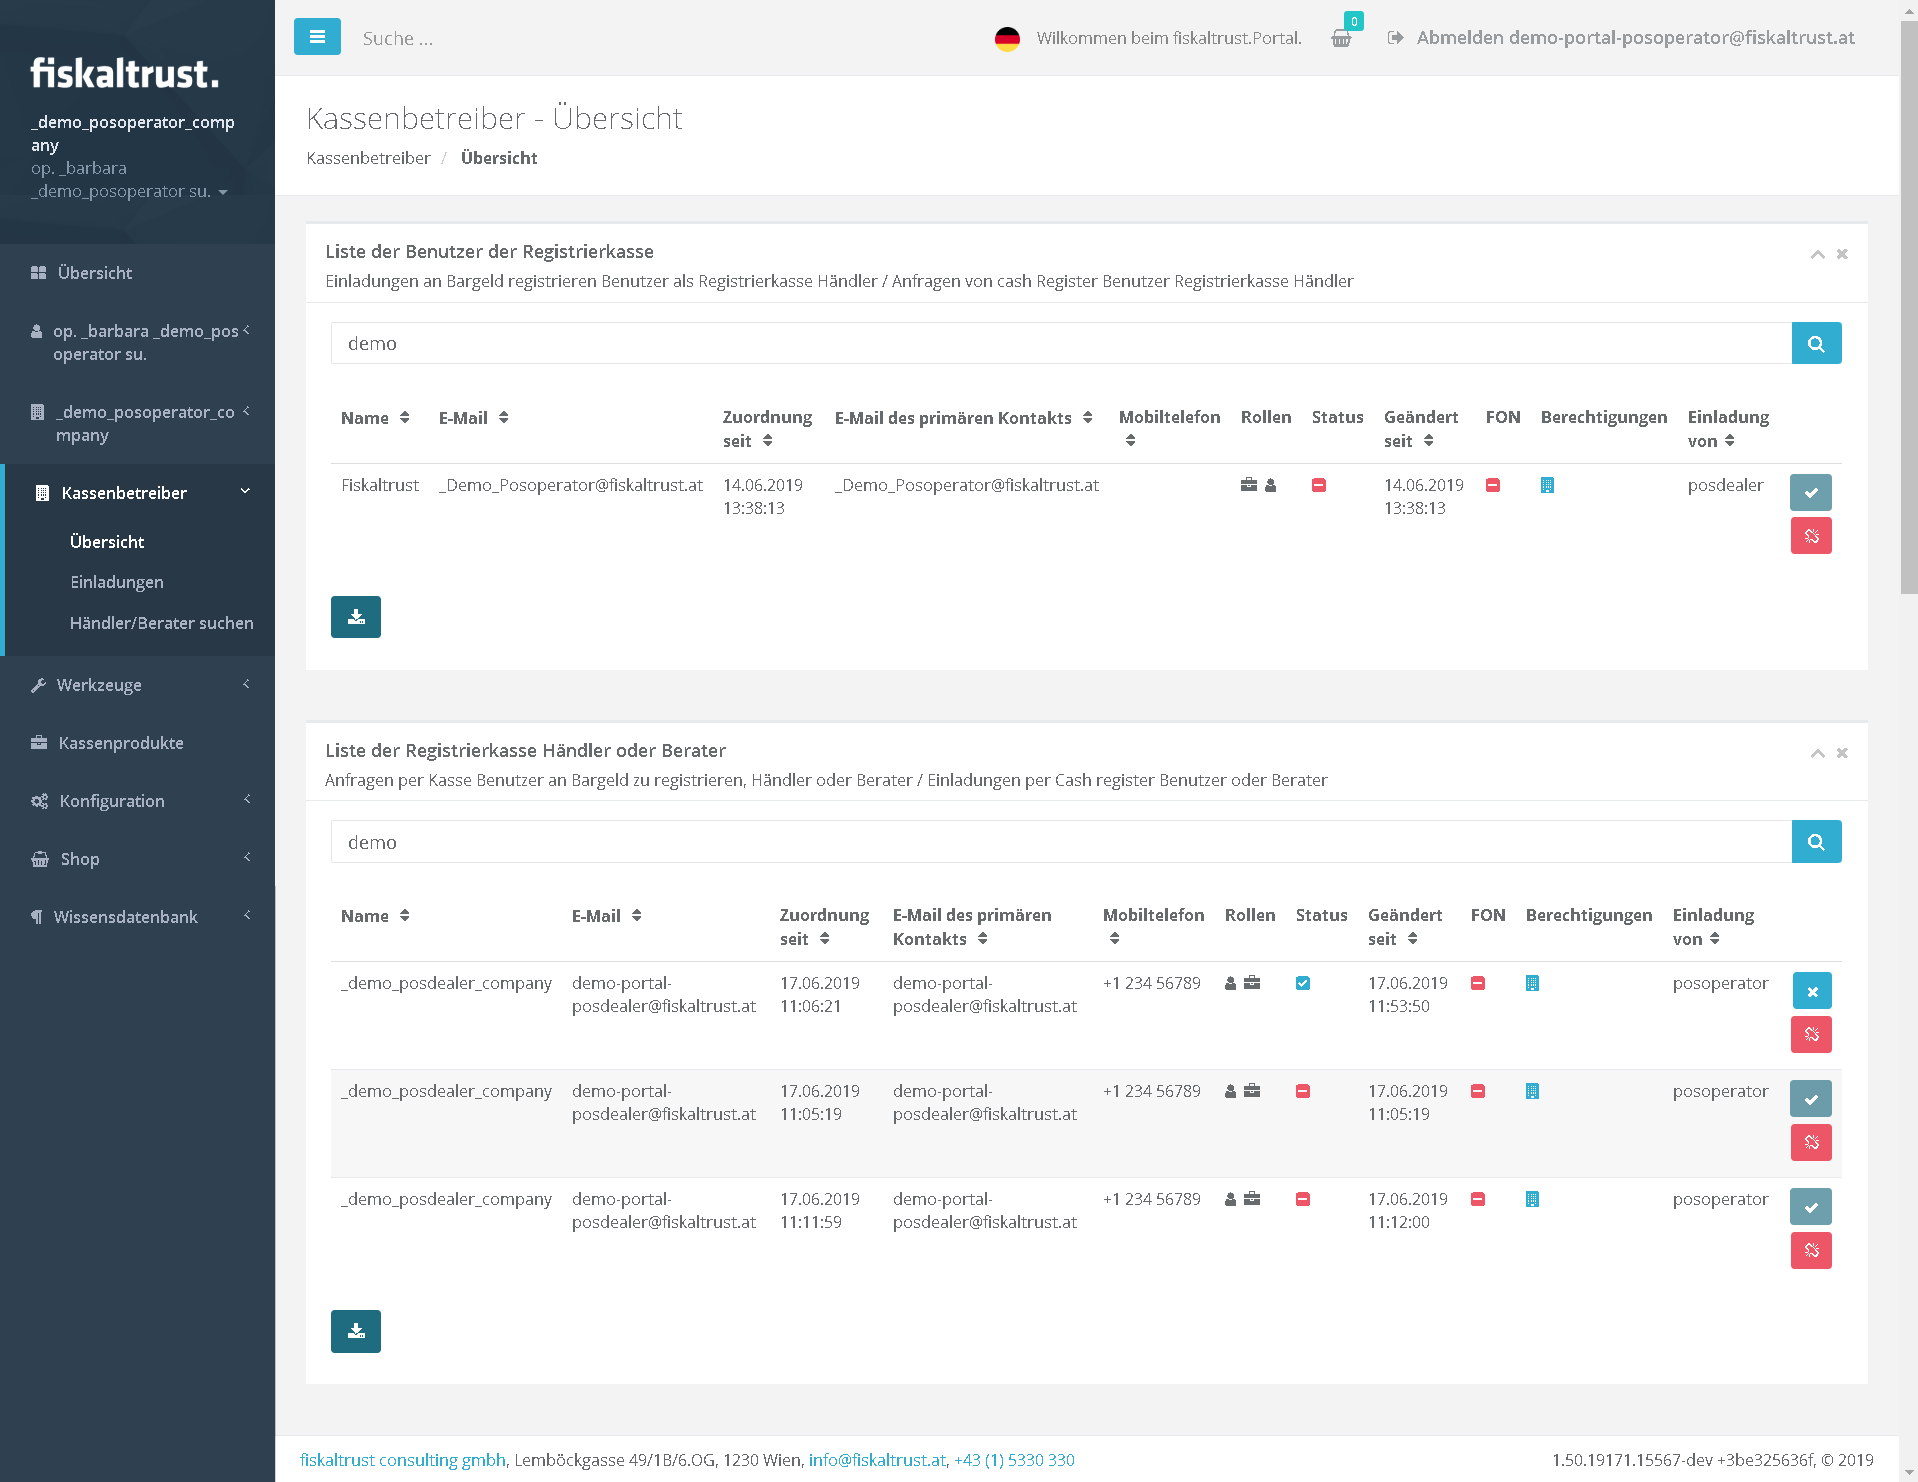 fiskaltrust.
_demo_posoperator_comp
any
op. _barbara
_demo_posoperator su.
Übersicht
op. _barbara _demo_pos
operator su.
_demo_posoperator_co
mpany
Kassenbetreiber
Übersicht
Einladungen
Händler/Berater suchen
Werkzeuge
Kassenprodukte
Konfiguration
Shop
Wissensdatenbank
Suche ...
Wilkommen beim fiskaltrust.Portal.
0
Abmelden demo-portal-posoperator@fiskaltrust.at
Kassenbetreiber - Übersicht
Kassenbetreiber / Übersicht
Liste der Benutzer der Registrierkasse
Einladungen an Bargeld registrieren Benutzer als Registrierkasse Händler / Anfragen von cash Register Benutzer Registrierkasse Händler
demo
Name E-Mail Zuordnung seit E-Mail des primären Kontakts Mobiltelefon Rollen Status Geändert seit FON Berechtigungen Einladung von
Fiskaltrust _Demo_Posoperator@fiskaltrust.at 14.06.2019 13:38:13 _Demo_Posoperator@fiskaltrust.at 14.06.2019 13:38:13 posdealer
Liste der Registrierkasse Händler oder Berater
Anfragen per Kasse Benutzer an Bargeld zu registrieren, Händler oder Berater / Einladungen per Cash register Benutzer oder Berater
demo
Name E-Mail Zuordnung seit E-Mail des primären Kontakts Mobiltelefon Rollen Status Geändert seit FON Berechtigungen Einladung von
_demo_posdealer_company demo-portal-posdealer@fiskaltrust.at 17.06.2019 11:06:21 demo-portal-posdealer@fiskaltrust.at +1 234 56789 17.06.2019 11:53:50 posoperator
_demo_posdealer_company demo-portal-posdealer@fiskaltrust.at 17.06.2019 11:05:19 demo-portal-posdealer@fiskaltrust.at +1 234 56789 17.06.2019 11:05:19 posoperator
_demo_posdealer_company demo-portal-posdealer@fiskaltrust.at 17.06.2019 11:11:59 demo-portal-posdealer@fiskaltrust.at +1 234 56789 17.06.2019 11:12:00 posoperator
fiskaltrust consulting gmbh, Lemböckgasse 49/1B/6.OG, 1230 Wien, info@fiskaltrust.at, +43 (1) 5330 330
1.50.19171.15567-dev +3be325636f, © 2019